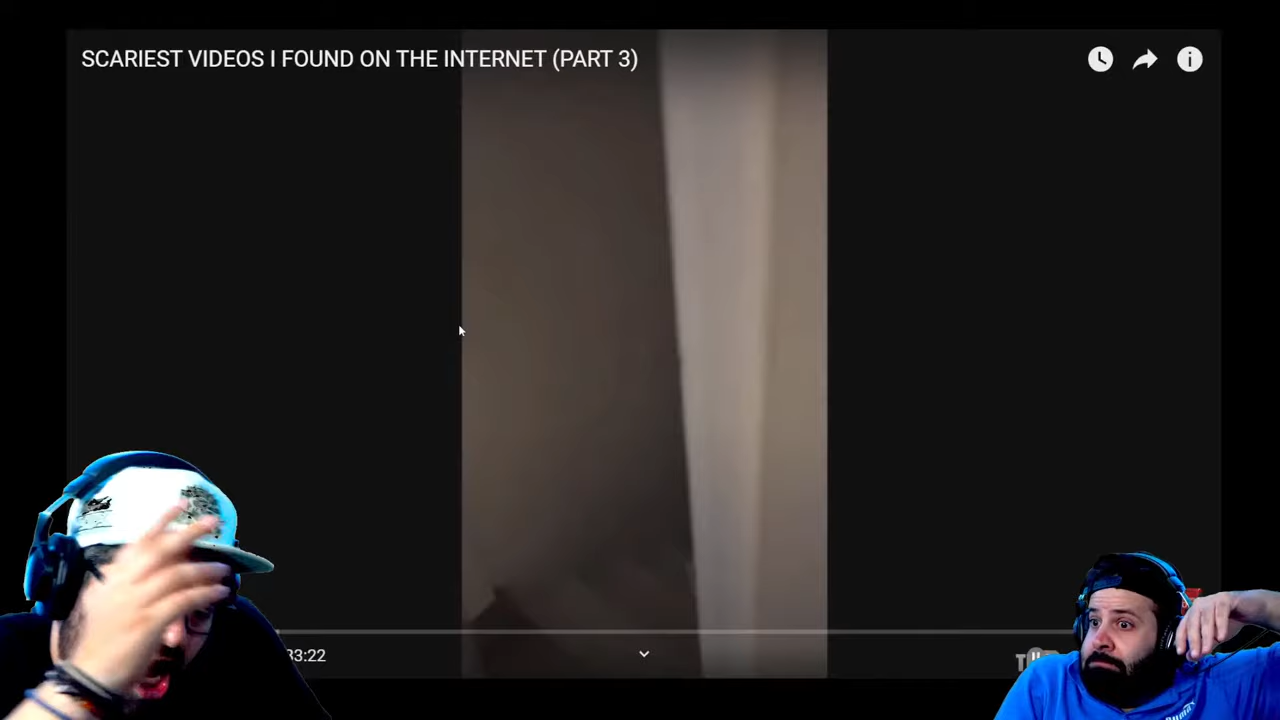 SCARIEST VIDEOS I FOUND ON THE INTERNET (PART 3)
33:22